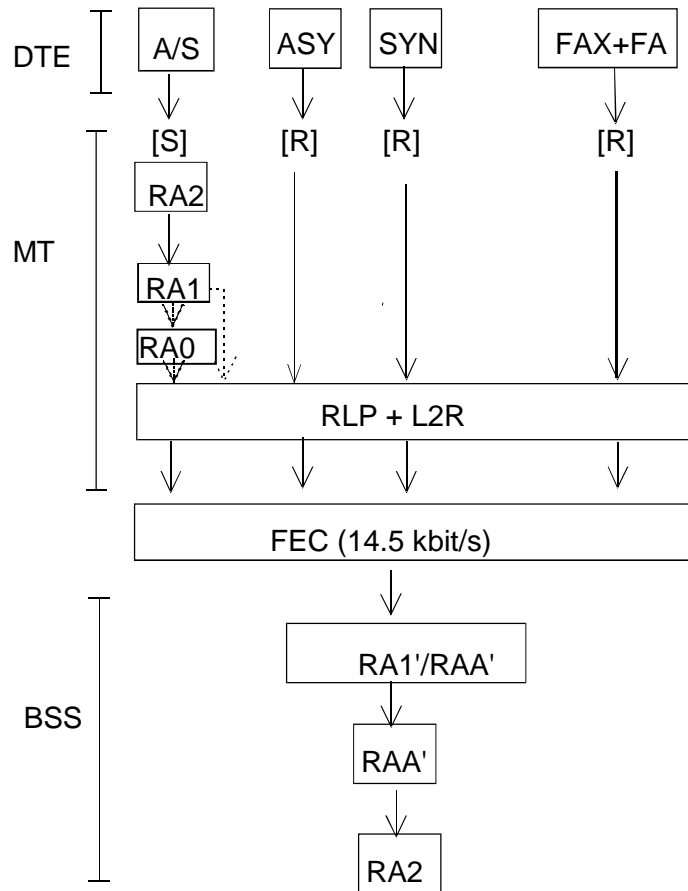 DTE
A/S
ASY
SYN
FAX+FA
[S]
[R]
[R]
[R]
MT
RA2
RA1
RA0
RLP + L2R
FEC (14.5 kbit/s)
BSS
RA1'/RAA'
RAA'
RA2